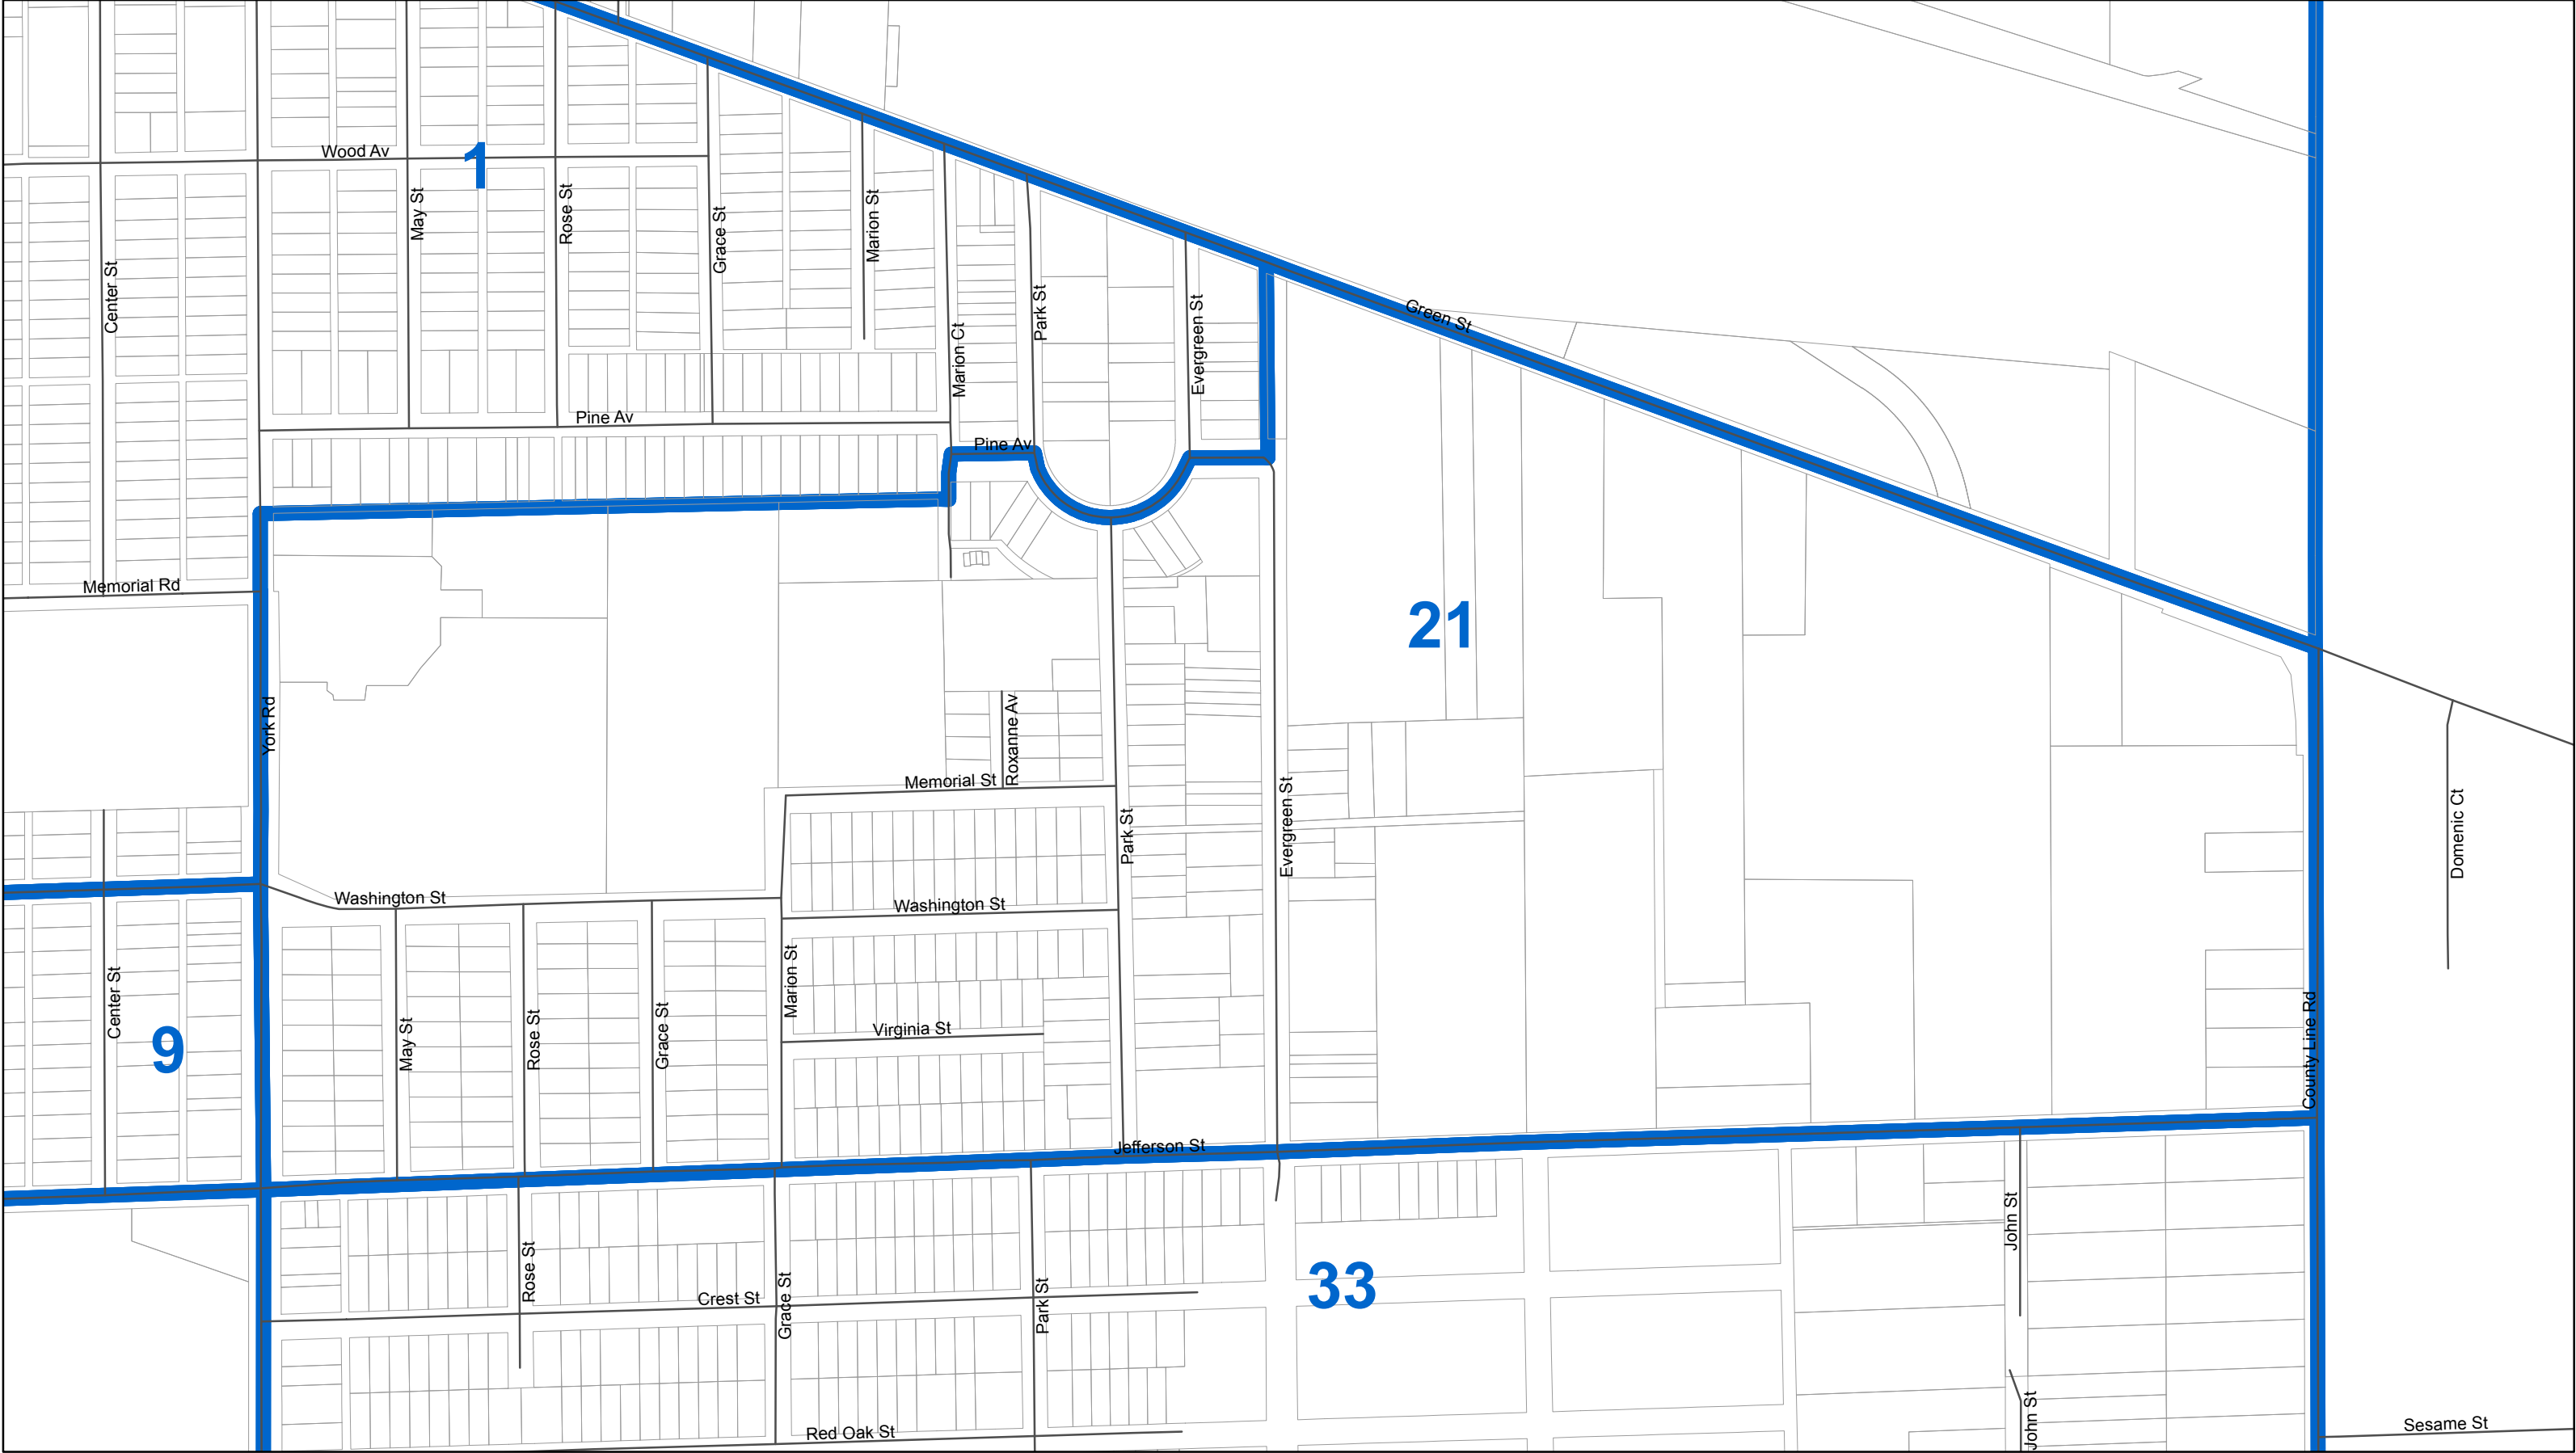 Wood Av
1
May St
Rose St
Grace St
Marion St
Center St
Park St
Marion Ct
Evergreen St
Green St
Pine Av
Pine Av
Memorial Rd
21
York Rd
Roxanne Av
Memorial St
Evergreen St
Park St
Domenic Ct
Washington St
Washington St
Center St
9
May St
Rose St
Grace St
Marion St
Virginia St
County Line Rd
Jefferson St
John St
Rose St
Crest St
Grace St
Park St
33
John St
Red Oak St
Sesame St